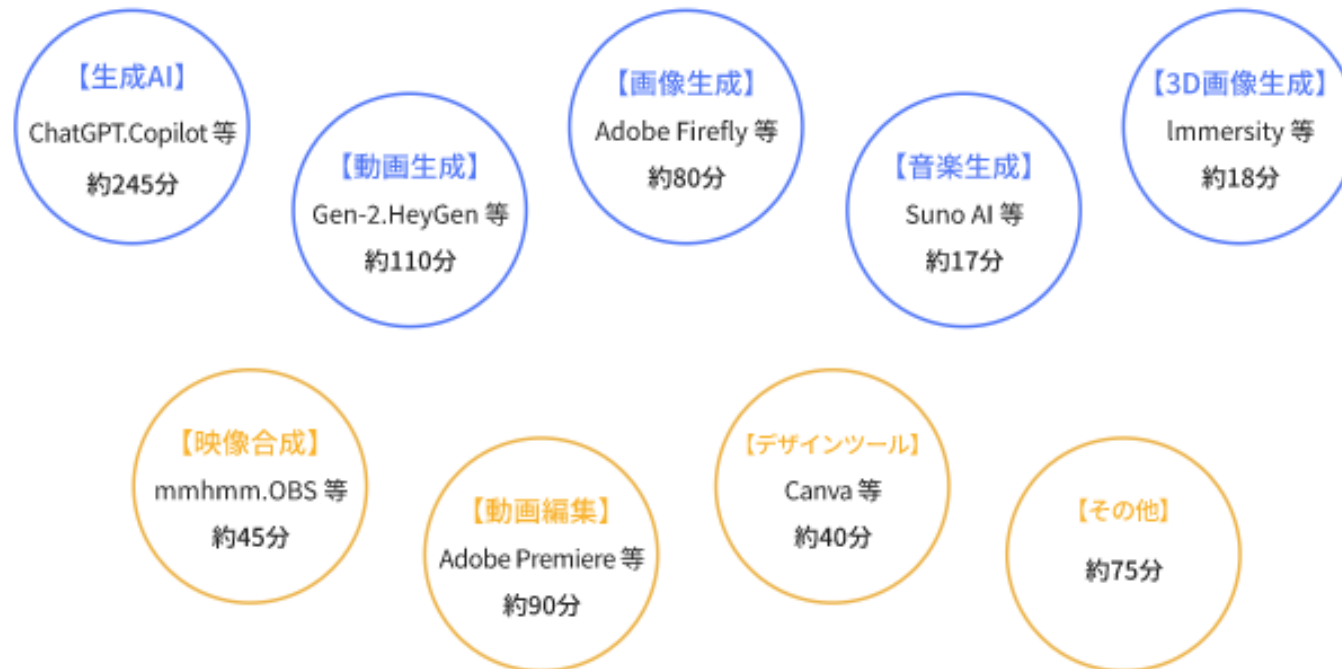 【生成AI】
ChatGPT.Copilot 等
約245分
【動画生成】
Gen-2.HeyGen 等
約110分
【画像生成】
Adobe Firefly 等
約80分
【音楽生成】
Suno AI 等
約17分
【3D画像生成】
lmmersity 等
約18分
【映像合成】
mmhmm.OBS 等
約45分
【動画編集】
Adobe Premiere 等
約90分
【デザインツール】
Canva 等
約40分
【その他】
約75分